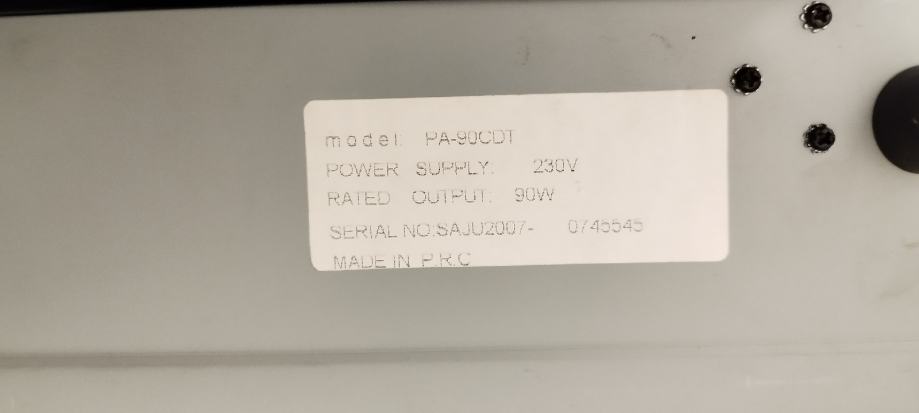 model: PA-90CDT
POWER SUPPLY: 230V
RATED OUTPUT: 90W
SERIAL NO:SAJU2007- 0745545
MADE IN P.R.C